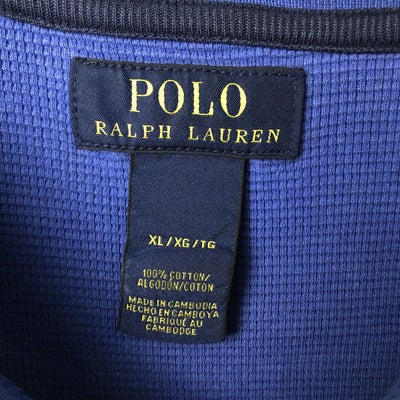 POLO
RALPH LAUREN
XL/XG/TG
100% COTTON/
ALGODÓN/COTON
MADE IN CAMBODIA
HECHO EN CAMBOYA
FABRIQUÉ AU
CAMBODGE